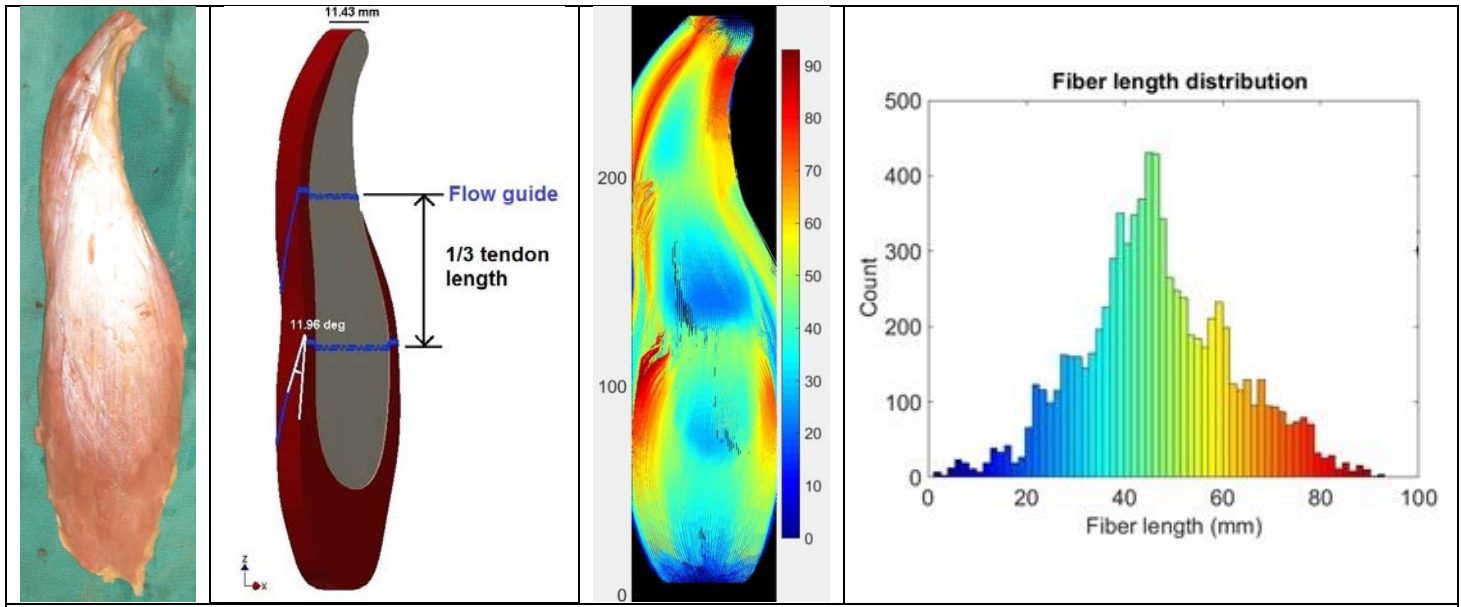 11.43 mm
Flow guide
1/3 tendon
length
11.96 deg
z
x
200
100
0
90
80
70
60
50
40
30
20
10
0
Fiber length distribution
Count
500
400
300
200
100
0
0 20 40 60 80 100
Fiber length (mm)